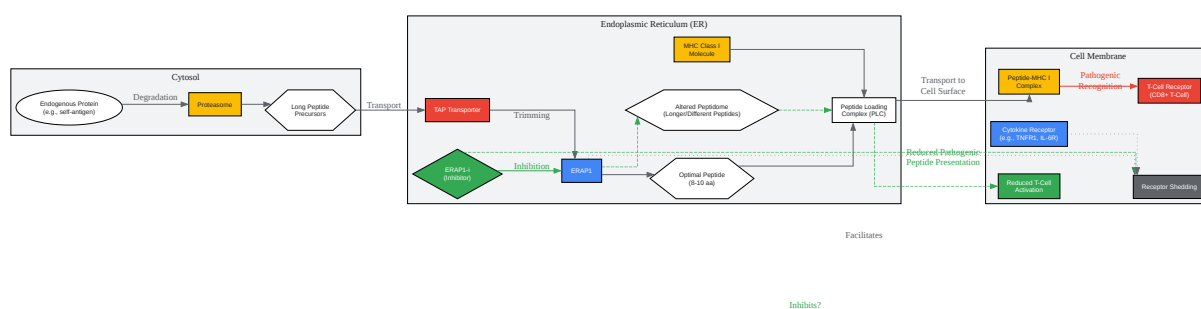 Cytosol
Endogenous Protein
(e.g., self-antigen)
Degradation
Proteasome
Long Peptide
Precursors
Transport
Endoplasmic Reticulum (ER)
MHC Class I
Molecule
TAP Transporter
Trimming
Altered Peptidome
(Longer/Different Peptides)
Peptide Loading
Complex (PLC)
ERAP1-i
(Inhibitor)
Inhibition
ERAP1
Optimal Peptide
(8-10 aa)
Transport to
Cell Surface
Reduced Pathogenic
Peptide Presentation
Cell Membrane
Peptide-MHC I
Complex
Pathogenic
Recognition
T-Cell Receptor
(CD8+ T-Cell)
Cytokine Receptor
(e.g., TNFR1, IL-6R)
Reduced T-Cell
Activation
Receptor Shedding
Facilitates
Inhibits?